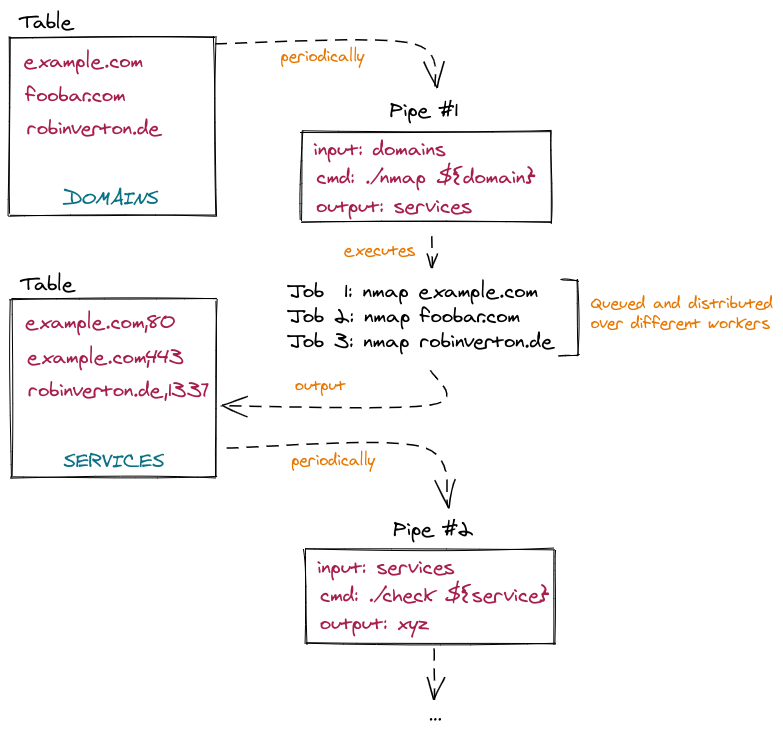 Table
example.com
foobar.com
robinverton.de
DOMAINS
periodically
Pipe #1
input: domains
cmd: ./nmap ${domain}
output: services
executes
Job 1: nmap example.com
Job 2: nmap foobar.com
Job 3: nmap robinverton.de
Queued and distributed
over different workers
output
Table
example.com,80
example.com,443
robinverton.de,1337
SERVICES
periodically
Pipe #2
input: services
cmd: ./check ${service}
output: xyz
...